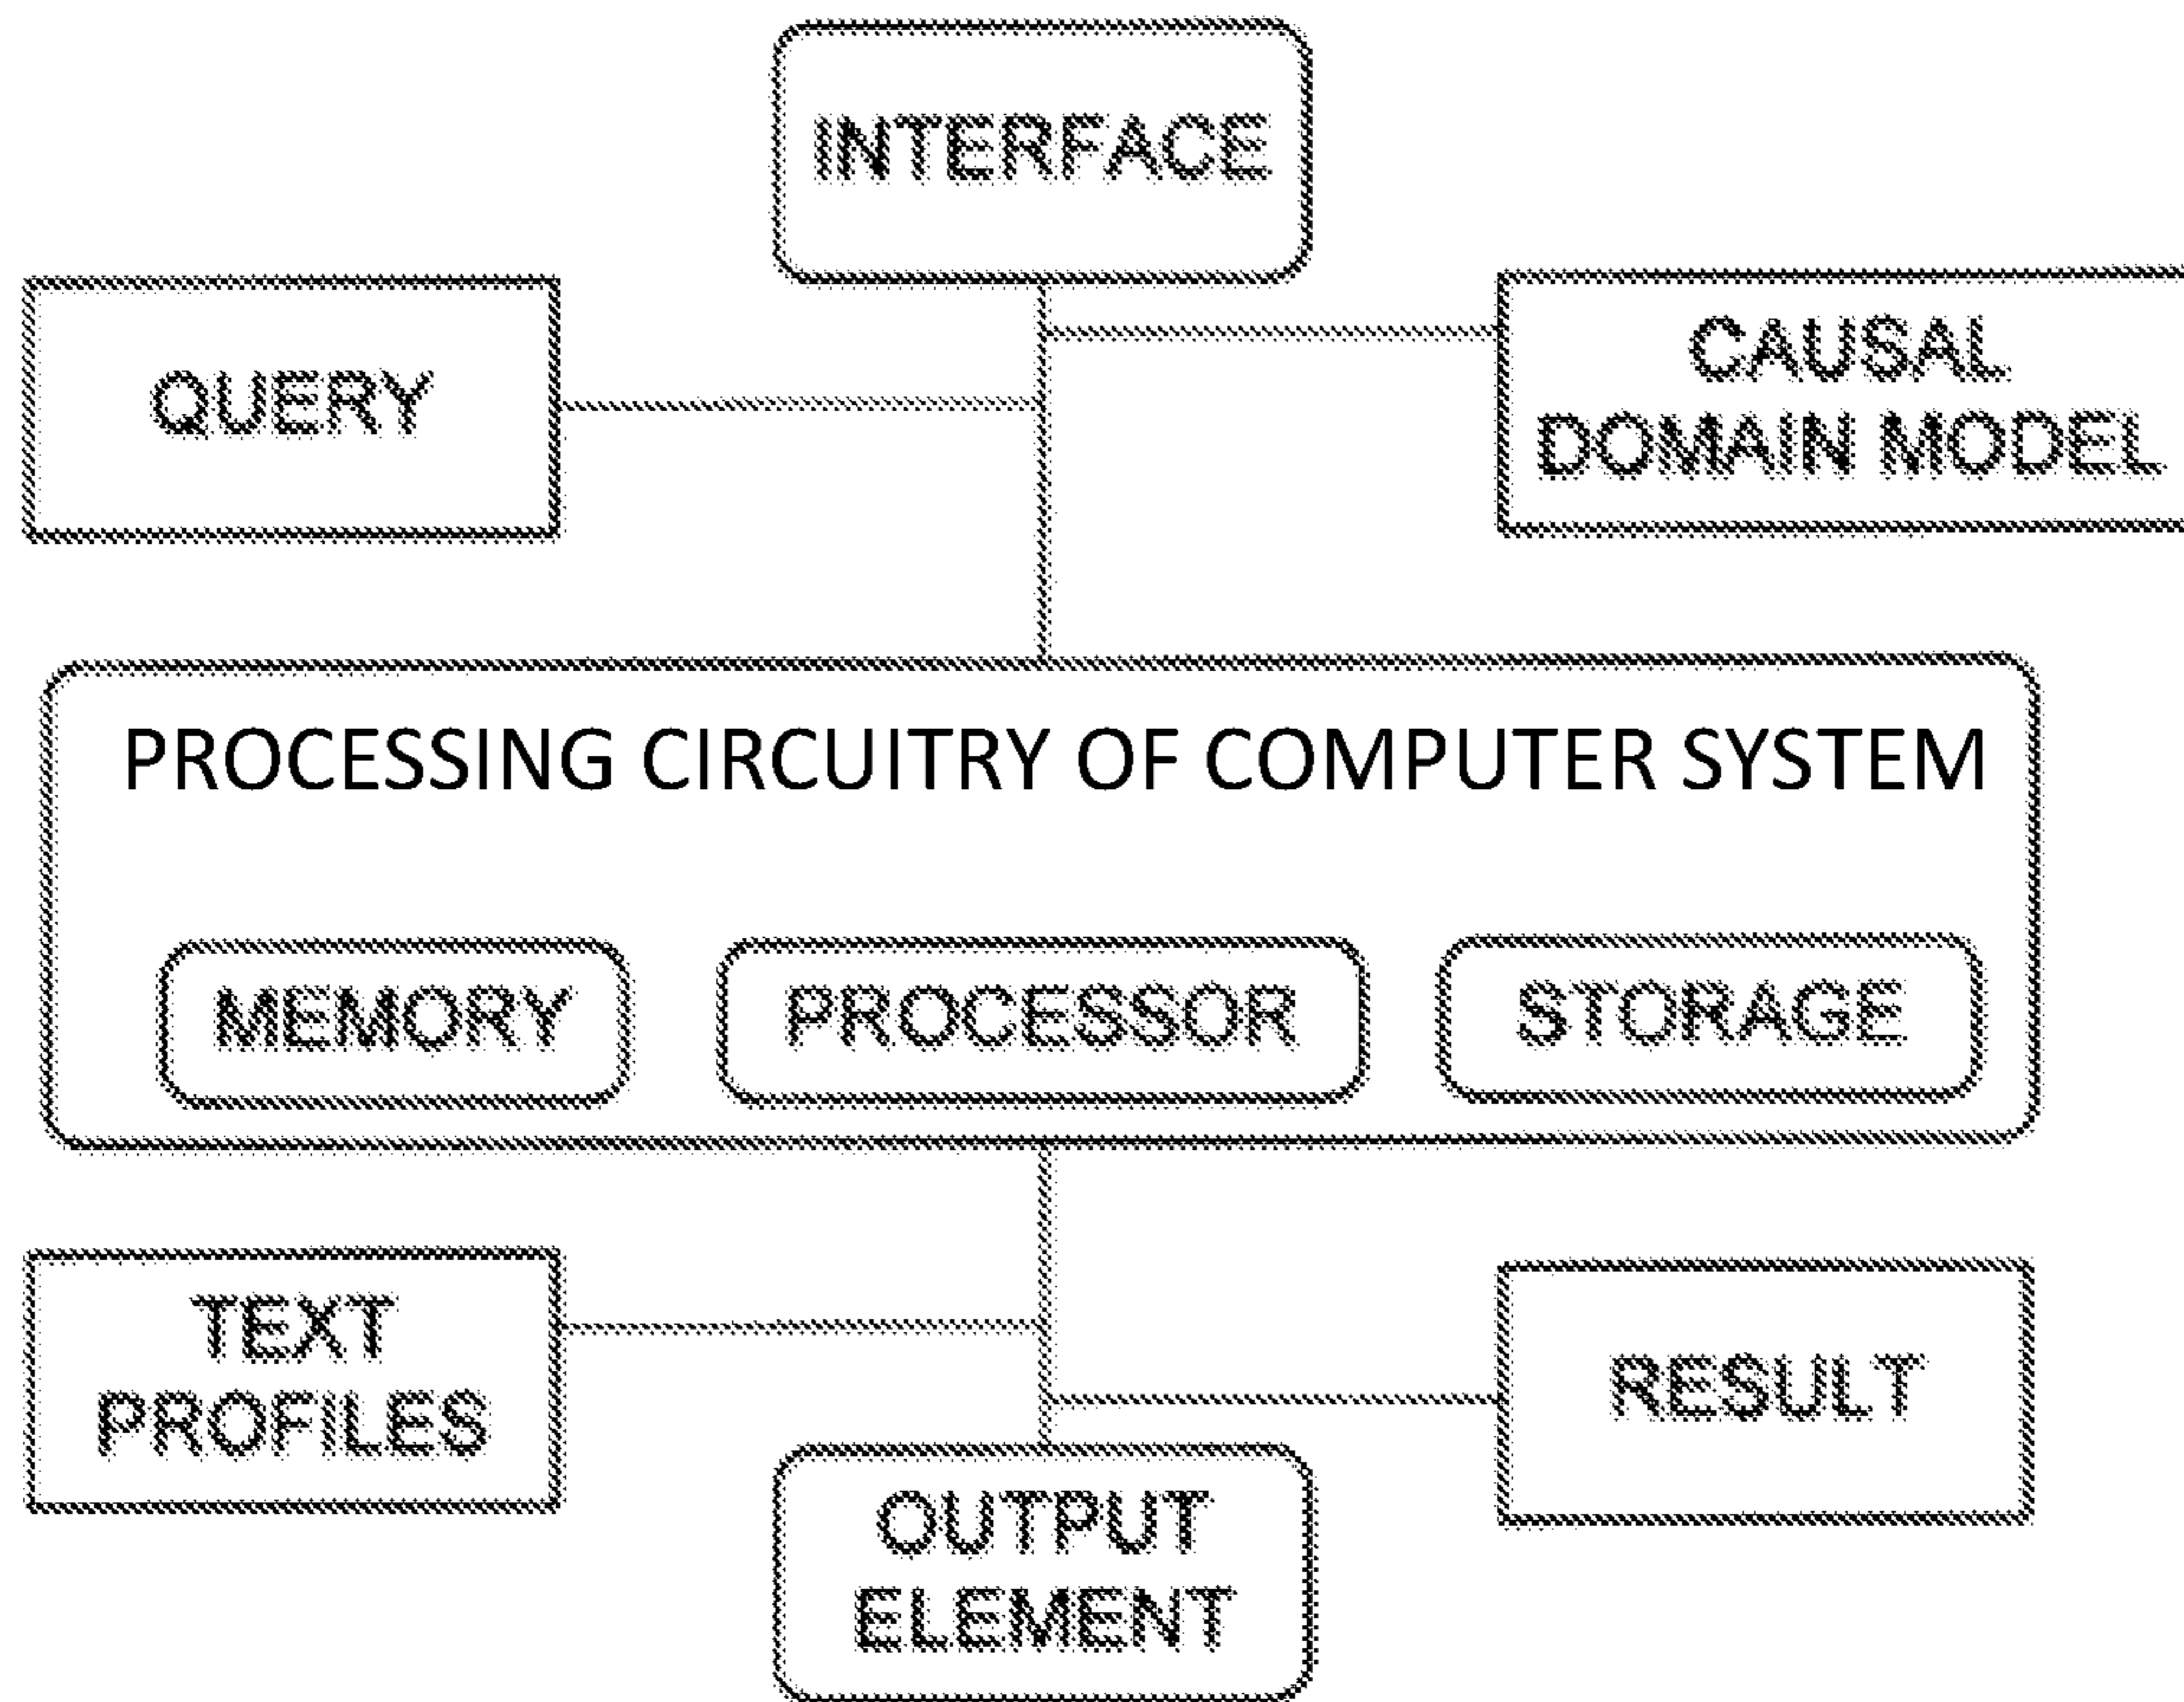 INTERFACE
QUERY
CAUSAL
DOMAIN MODEL
PROCESSING CIRCUITRY OF COMPUTER SYSTEM
MEMORY
PROCESSOR
STORAGE
TEXT
PROFILES
RESULT
OUTPUT
ELEMENT